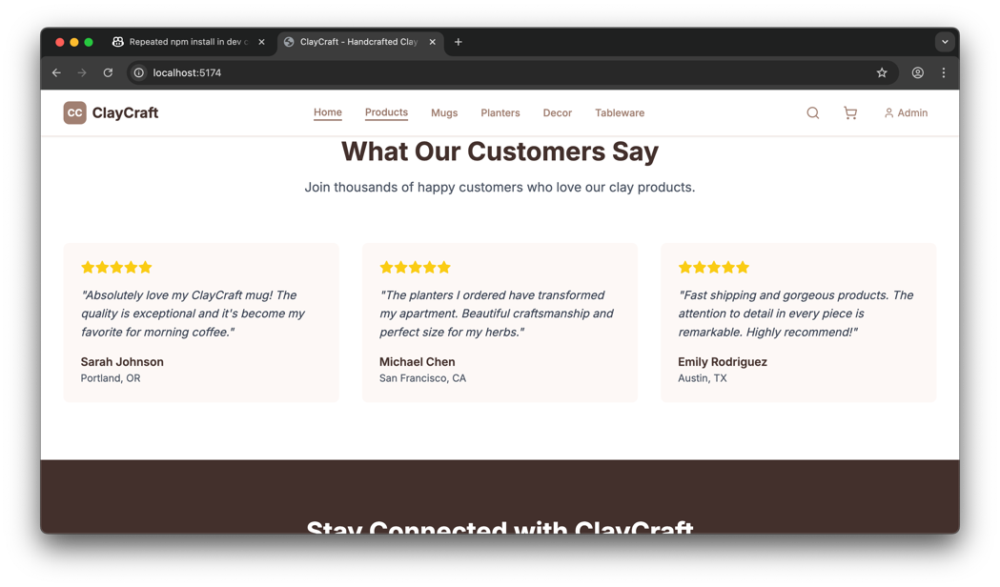 Repeated npm install in dev c
ClayCraft - Handcrafted Clay
localhost:5174
CC ClayCraft
Home Products Mugs Planters Decor Tableware
Admin
What Our Customers Say
Join thousands of happy customers who love our clay products.
"Absolutely love my ClayCraft mug! The
quality is exceptional and it's become my
favorite for morning coffee."
Sarah Johnson
Portland, OR
"The planters I ordered have transformed
my apartment. Beautiful craftsmanship and
perfect size for my herbs."
Michael Chen
San Francisco, CA
"Fast shipping and gorgeous products. The
attention to detail in every piece is
remarkable. Highly recommend!"
Emily Rodriguez
Austin, TX
Stay Connected with ClayCraft